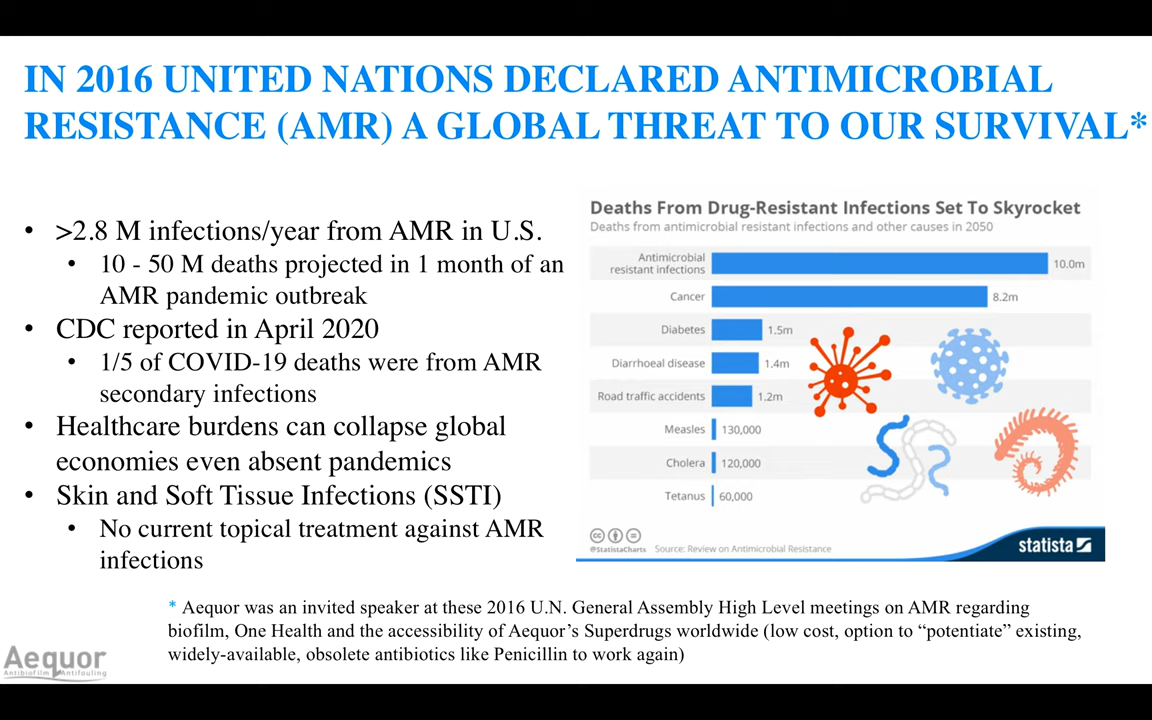 IN 2016 UNITED NATIONS DECLARED ANTIMICROBIAL
RESISTANCE (AMR) A GLOBAL THREAT TO OUR SURVIVAL*
• >2.8 M infections/year from AMR in U.S.
• 10 - 50 M deaths projected in 1 month of an
AMR pandemic outbreak
• CDC reported in April 2020
• 1/5 of COVID-19 deaths were from AMR
secondary infections
• Healthcare burdens can collapse global
economies even absent pandemics
• Skin and Soft Tissue Infections (SSTI)
• No current topical treatment against AMR
infections
Deaths From Drug-Resistant Infections Set To Skyrocket
Deaths from antimicrobial resistant infections and other causes in 2050
Antimicrobial
resistant infections 10.0m
Cancer 8.2m
Diabetes 1.5m
Diarrhoeal disease 1.4m
Road traffic accidents 1.2m
Measles 130,000
Cholera 120,000
Tetanus 60,000
@StatistaCharts Source: Review on Antimicrobial Resistance
statista
* Aequor was an invited speaker at these 2016 U.N. General Assembly High Level meetings on AMR regarding
biofilm, One Health and the accessibility of Aequor’s Superdrugs worldwide (low cost, option to “potentiate” existing,
widely-available, obsolete antibiotics like Penicillin to work again)
Aequor
Antibiofilm Antifouling